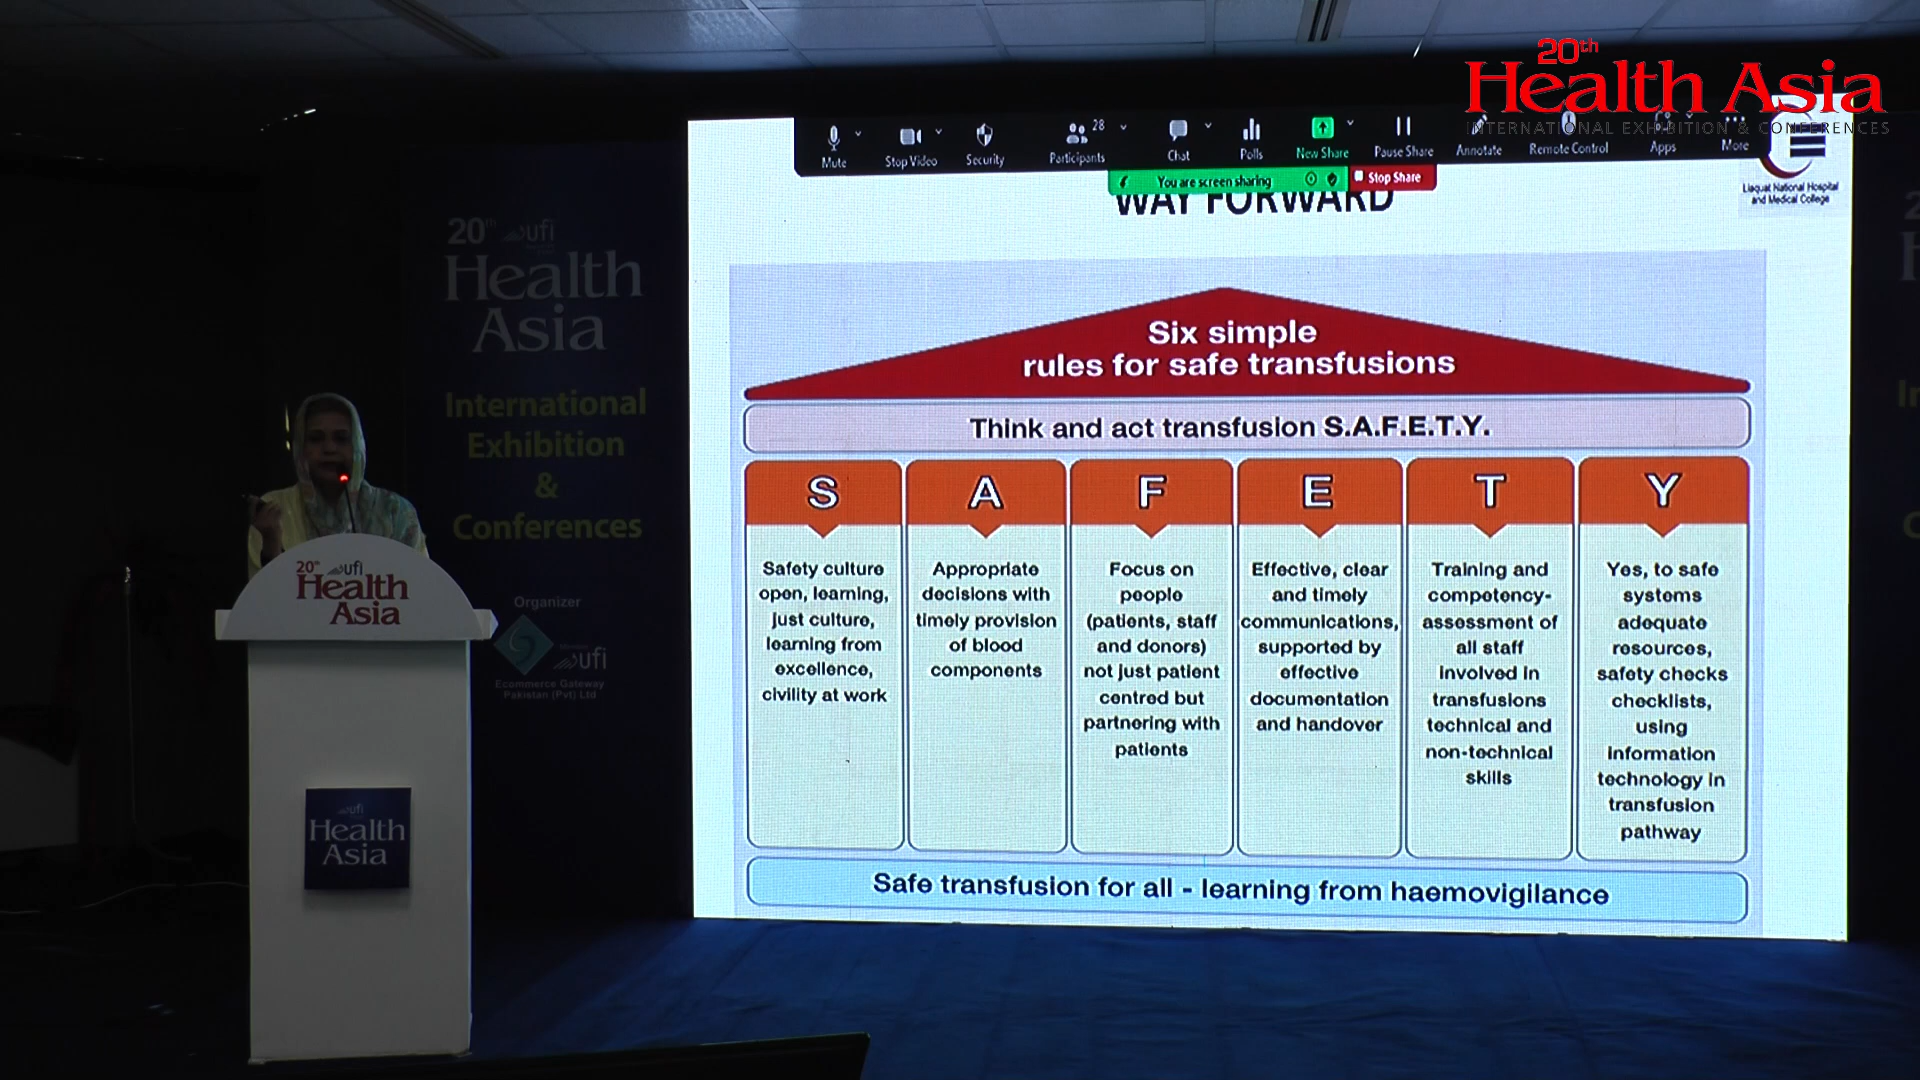 20th
Health Asia
INTERNATIONAL EXHIBITION & CONFERENCES
Mute
Stop Video
Security
28
Participants
Chat
Polls
New Share
Pause Share
Annotate
Remote Control
Apps
More
You are screen sharing
Stop Share
WAY FORWARD
Liaquat National Hospital
and Medical College
Six simple
rules for safe transfusions
Think and act transfusion S.A.F.E.T.Y.
S
Safety culture
open, learning,
just culture,
learning from
excellence,
civility at work
A
Appropriate
decisions with
timely provision
of blood
components
F
Focus on
people
(patients, staff
and donors)
not just patient
centred but
partnering with
patients
E
Effective, clear
and timely
communications,
supported by
effective
documentation
and handover
T
Training and
competency-
assessment of
all staff
involved in
transfusions
technical and
non-technical
skills
Y
Yes, to safe
systems
adequate
resources,
safety checks
checklists,
using
information
technology in
transfusion
pathway
Safe transfusion for all - learning from haemovigilance
20th ufi
Health
Asia
International
Exhibition
&
Conferences
Organizer
ufi
Ecommerce Gateway
Pakistan (Pvt) Ltd
20th ufi
Health
Asia
ufi
Health
Asia